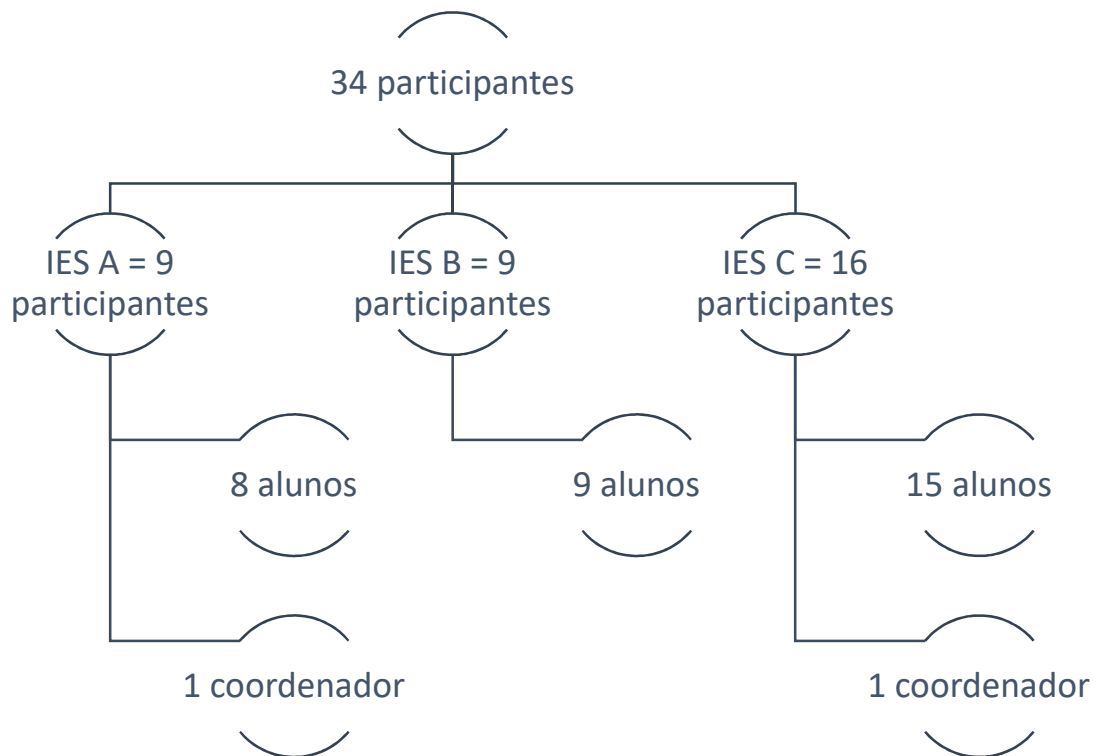 34 participantes
IES A = 9
participantes
IES B = 9
participantes
IES C = 16
participantes
8 alunos
9 alunos
15 alunos
1 coordenador
1 coordenador